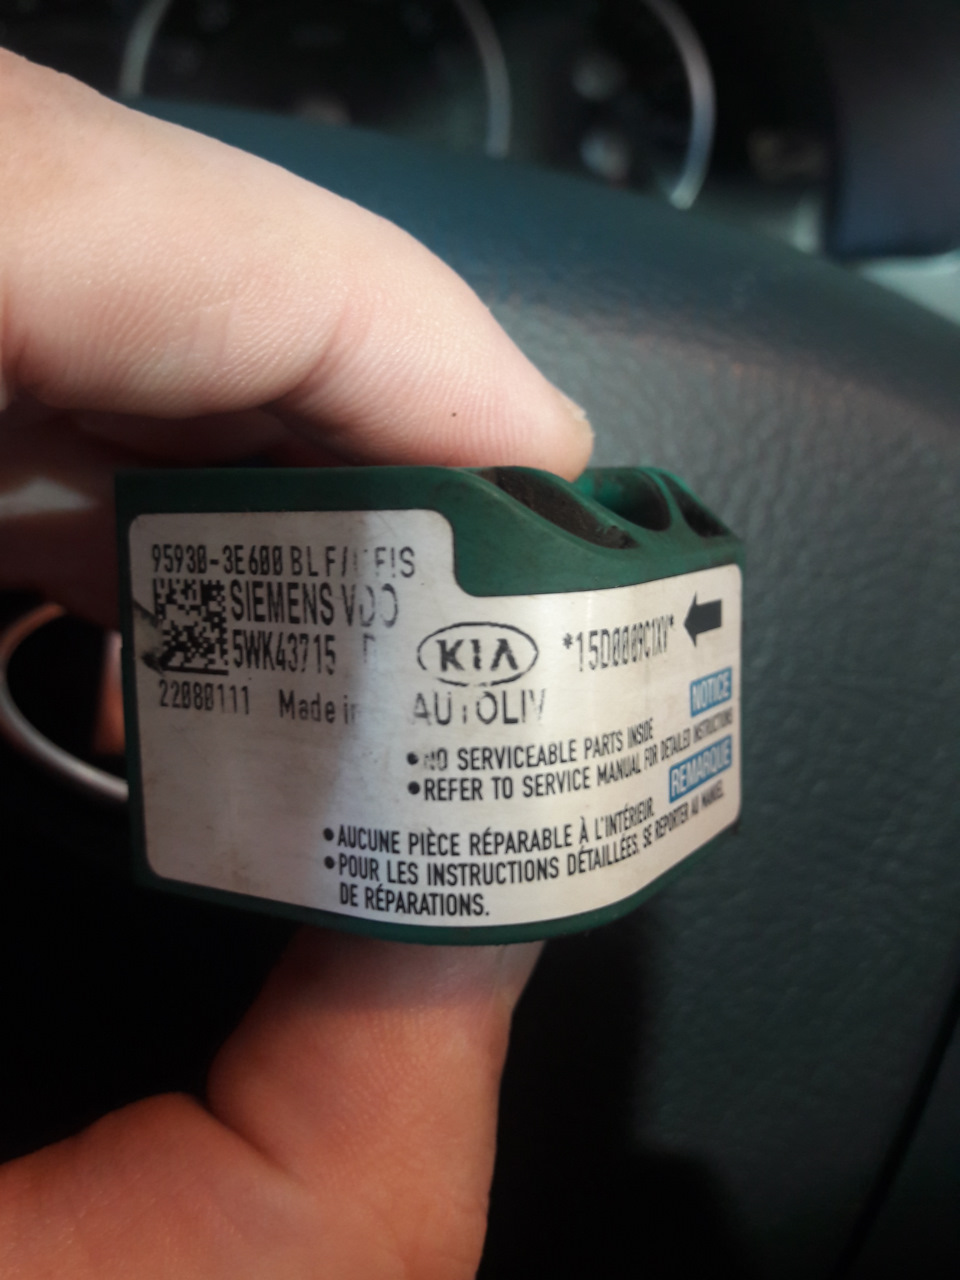 95930-3E600 BL F/ FIS
SIEMENS VDO
5WK43715
22080111 Made in
KIA
*15D0009C1XV*
AUTOLIV
NOTICE
•NO SERVICEABLE PARTS INSIDE
•REFER TO SERVICE MANUAL FOR DETAILED INSTRUCTIONS
REMARQUE
•AUCUNE PIÈCE RÉPARABLE À L'INTÉRIEUR.
•POUR LES INSTRUCTIONS DÉTAILLÉES, SE REPORTER AU MANUEL
DE RÉPARATIONS.